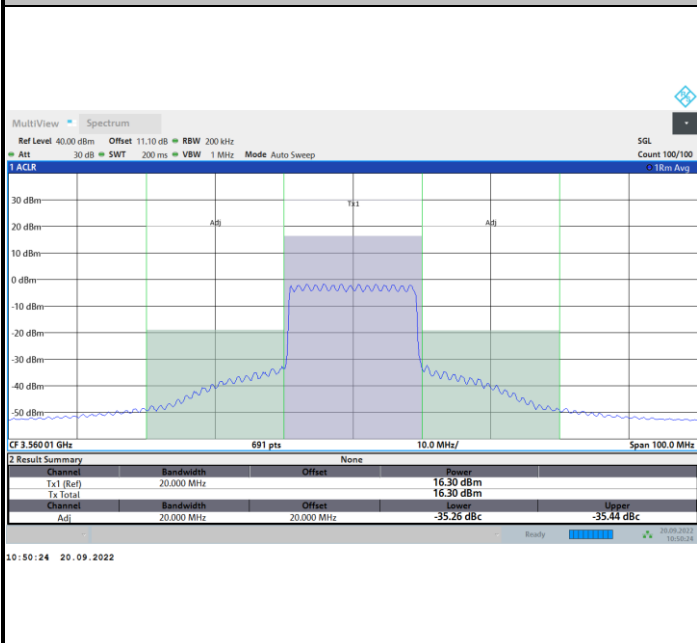 MultiView Spectrum
Ref Level 40.00 dBm Offset 11.10 dB RBW 200 kHz SGL
Att 30 dB SWT 200 ms VBW 1 MHz Mode Auto Sweep Count 100/100
1 ACLR 1Rm Avg
Tx1
Adj Adj
30 dBm
20 dBm
10 dBm
0 dBm
-10 dBm
-20 dBm
-30 dBm
-40 dBm
-50 dBm
CF 3.560 01 GHz 691 pts 10.0 MHz/ Span 100.0 MHz
2 Result Summary None
Channel Bandwidth Offset Power
Tx1 (Ref) 20.000 MHz 16.30 dBm
Tx Total 16.30 dBm
Channel Bandwidth Offset Lower Upper
Adj 20.000 MHz 20.000 MHz -35.26 dBc -35.44 dBc
Ready 20.09.2022
10:50:24
10:50:24 20.09.2022